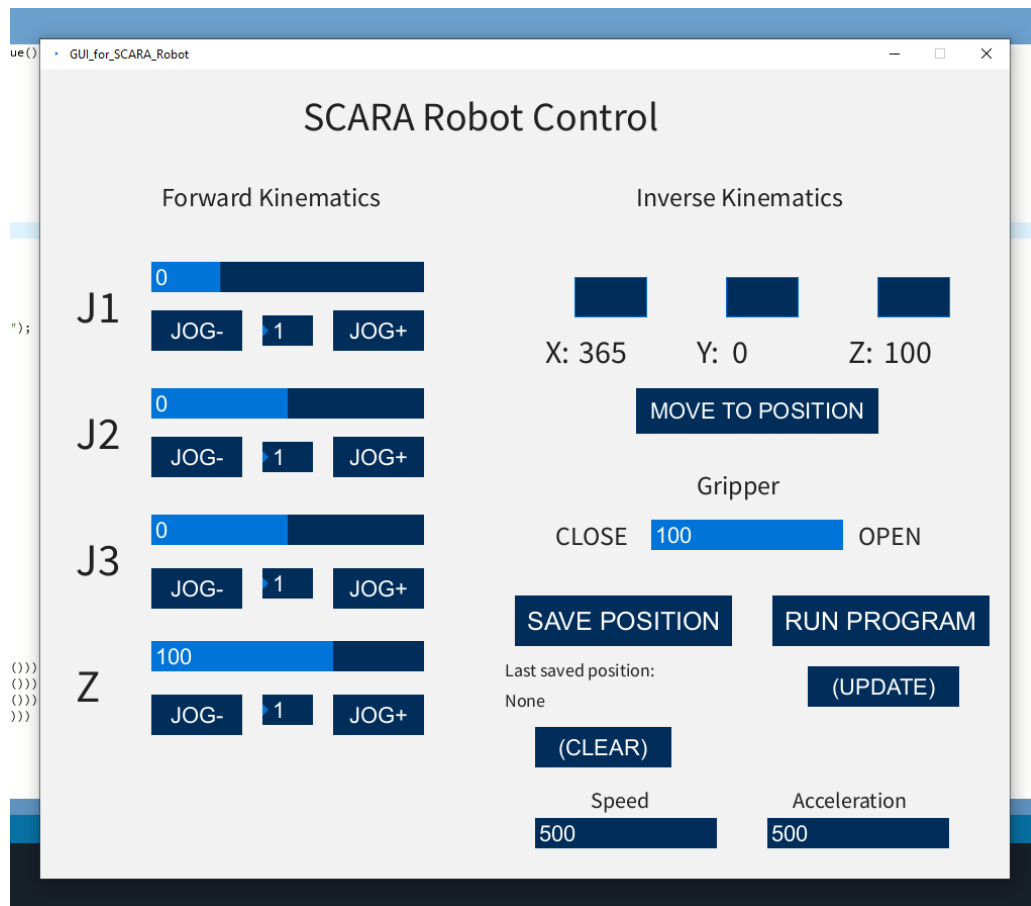 ue()
GUI_for_SCARA_Robot
SCARA Robot Control
Forward Kinematics
Inverse Kinematics
0
J1
JOG-
1
JOG+
X: 365
Y: 0
Z: 100
0
MOVE TO POSITION
J2
JOG-
1
JOG+
Gripper
0
CLOSE
100
OPEN
J3
JOG-
1
JOG+
SAVE POSITION
RUN PROGRAM
100
Last saved position:
None
(UPDATE)
Z
JOG-
1
JOG+
(CLEAR)
Speed
Acceleration
500
500
");
()))
()))
()))
)))